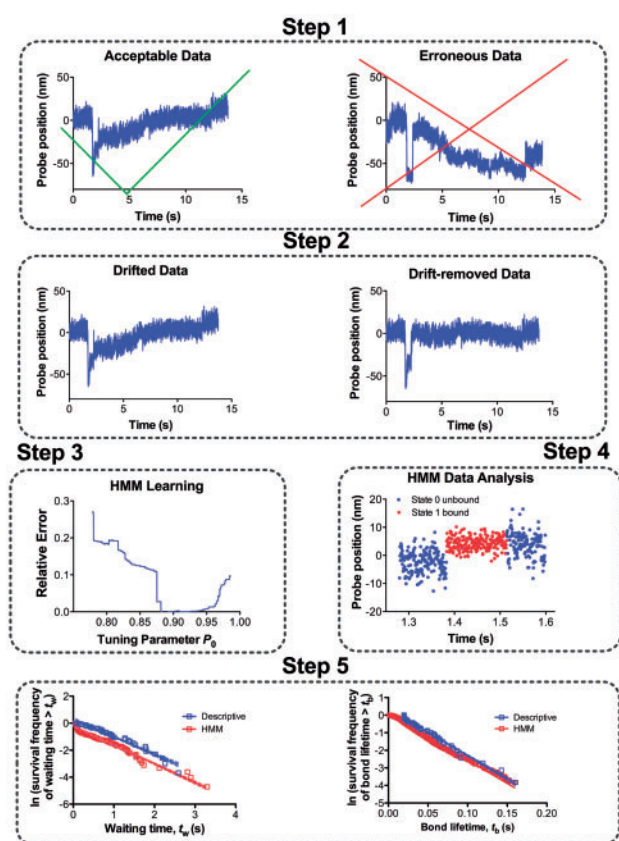 Step 1
Acceptable Data
Erroneous Data
Probe position (nm)
50
0
-50
0
5
10
15
Time (s)
Probe position (nm)
50
0
-50
0
5
10
15
Time (s)
Step 2
Drifted Data
Drift-removed Data
Probe position (nm)
50
0
-50
0
5
10
15
Time (s)
Probe position (nm)
50
0
-50
0
5
10
15
Time (s)
Step 3
Step 4
HMM Learning
Relative Error
0.3
0.2
0.1
0.0
0.80
0.85
0.90
0.95
1.00
Tuning Parameter P0
HMM Data Analysis
State 0 unbound
State 1 bound
Probe position (nm)
20
10
0
-10
-20
1.3
1.4
1.5
1.6
Time (s)
Step 5
ln (survival frequency
of waiting time > tw)
0
-2
-4
-6
Descriptive
HMM
0
1
2
3
4
Waiting time, tw (s)
ln (survival frequency
of bond lifetime > tb)
1
0
-1
-2
-3
-4
-5
Descriptive
HMM
0.00
0.05
0.10
0.15
0.20
Bond lifetime, tb (s)